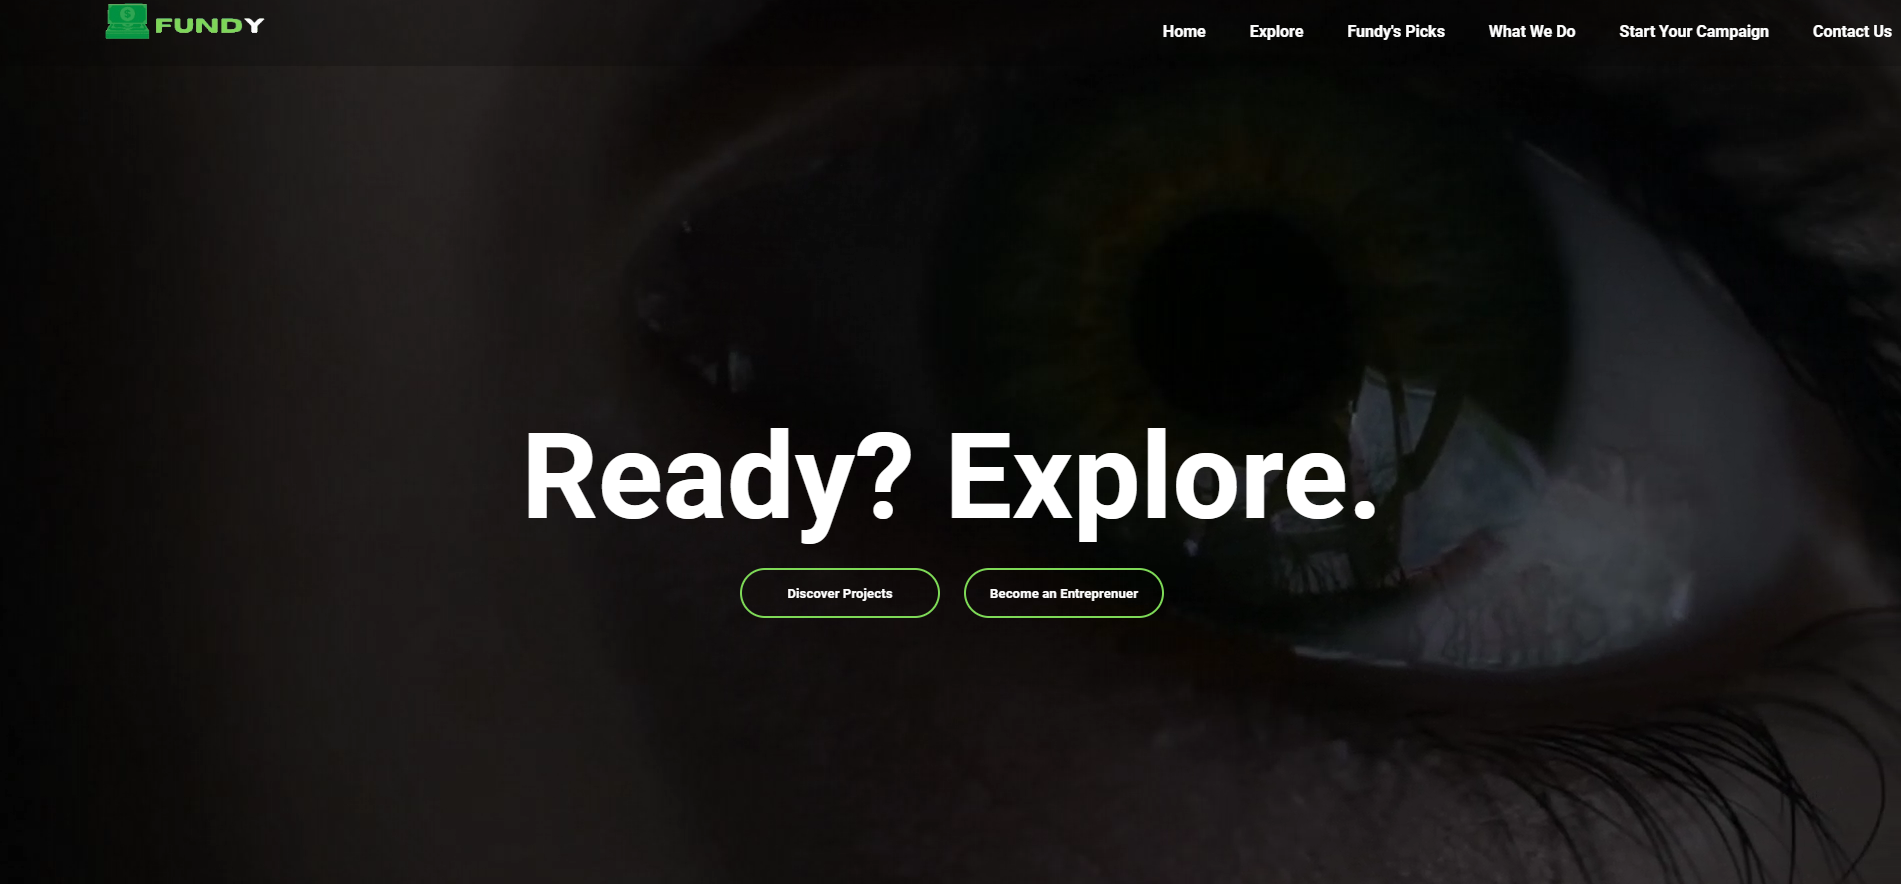 FUNDY
Home Explore Fundy's Picks What We Do Start Your Campaign Contact Us
Ready? Explore.
Discover Projects Become an Entreprenuer